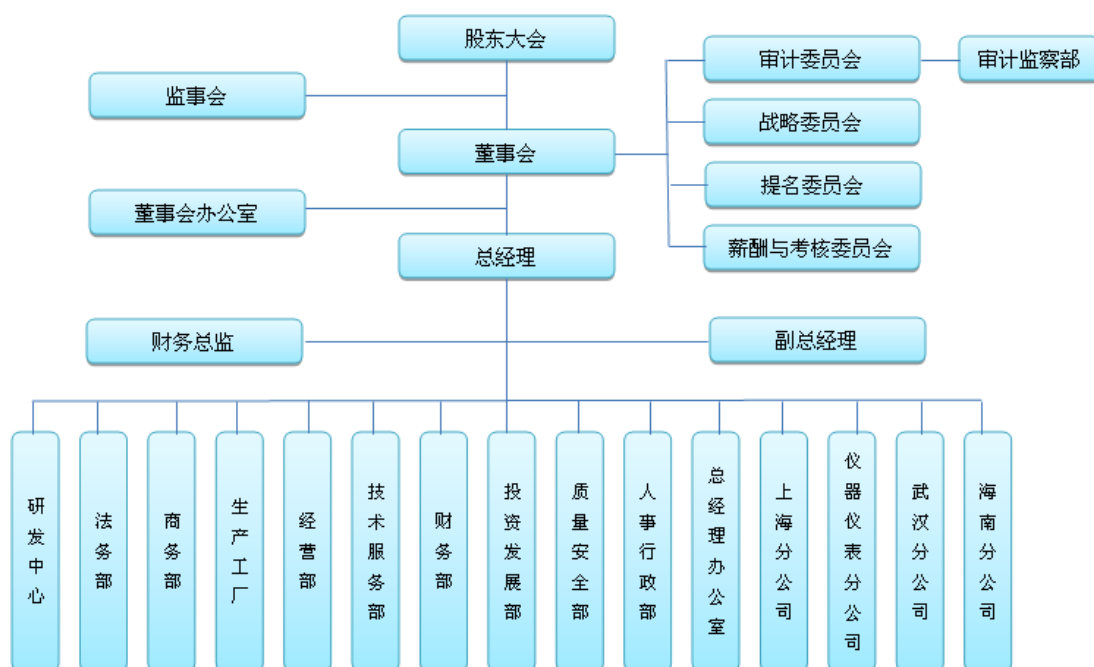 股东大会
审计委员会
审计监察部
监事会
战略委员会
董事会
提名委员会
董事会办公室
总经理
薪酬与考核委员会
财务总监
副总经理
研发中心
法务部
商务部
生产工厂
经营部
技术服务部
财务部
投资发展部
质量安全部
人事行政部
总经理办公室
上海分公司
仪器仪表分公司
武汉分公司
海南分公司